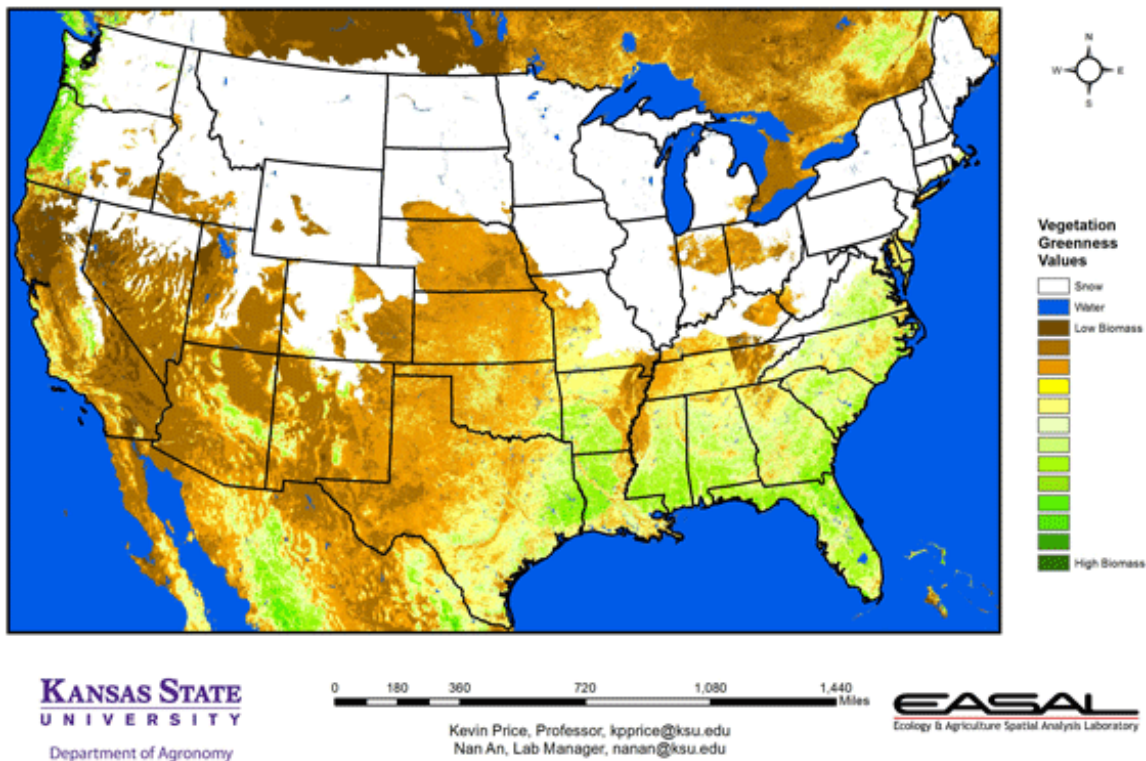 N
W E
S
Vegetation
Greenness
Values
Snow
Water
Low Biomass
High Biomass
KANSAS STATE
UNIVERSITY
Department of Agronomy
0 180 360 720 1,080 1,440
Miles
Kevin Price, Professor, kpprice@ksu.edu
Nan An, Lab Manager, nanan@ksu.edu
EASAL
Ecology & Agriculture Spatial Analysis Laboratory